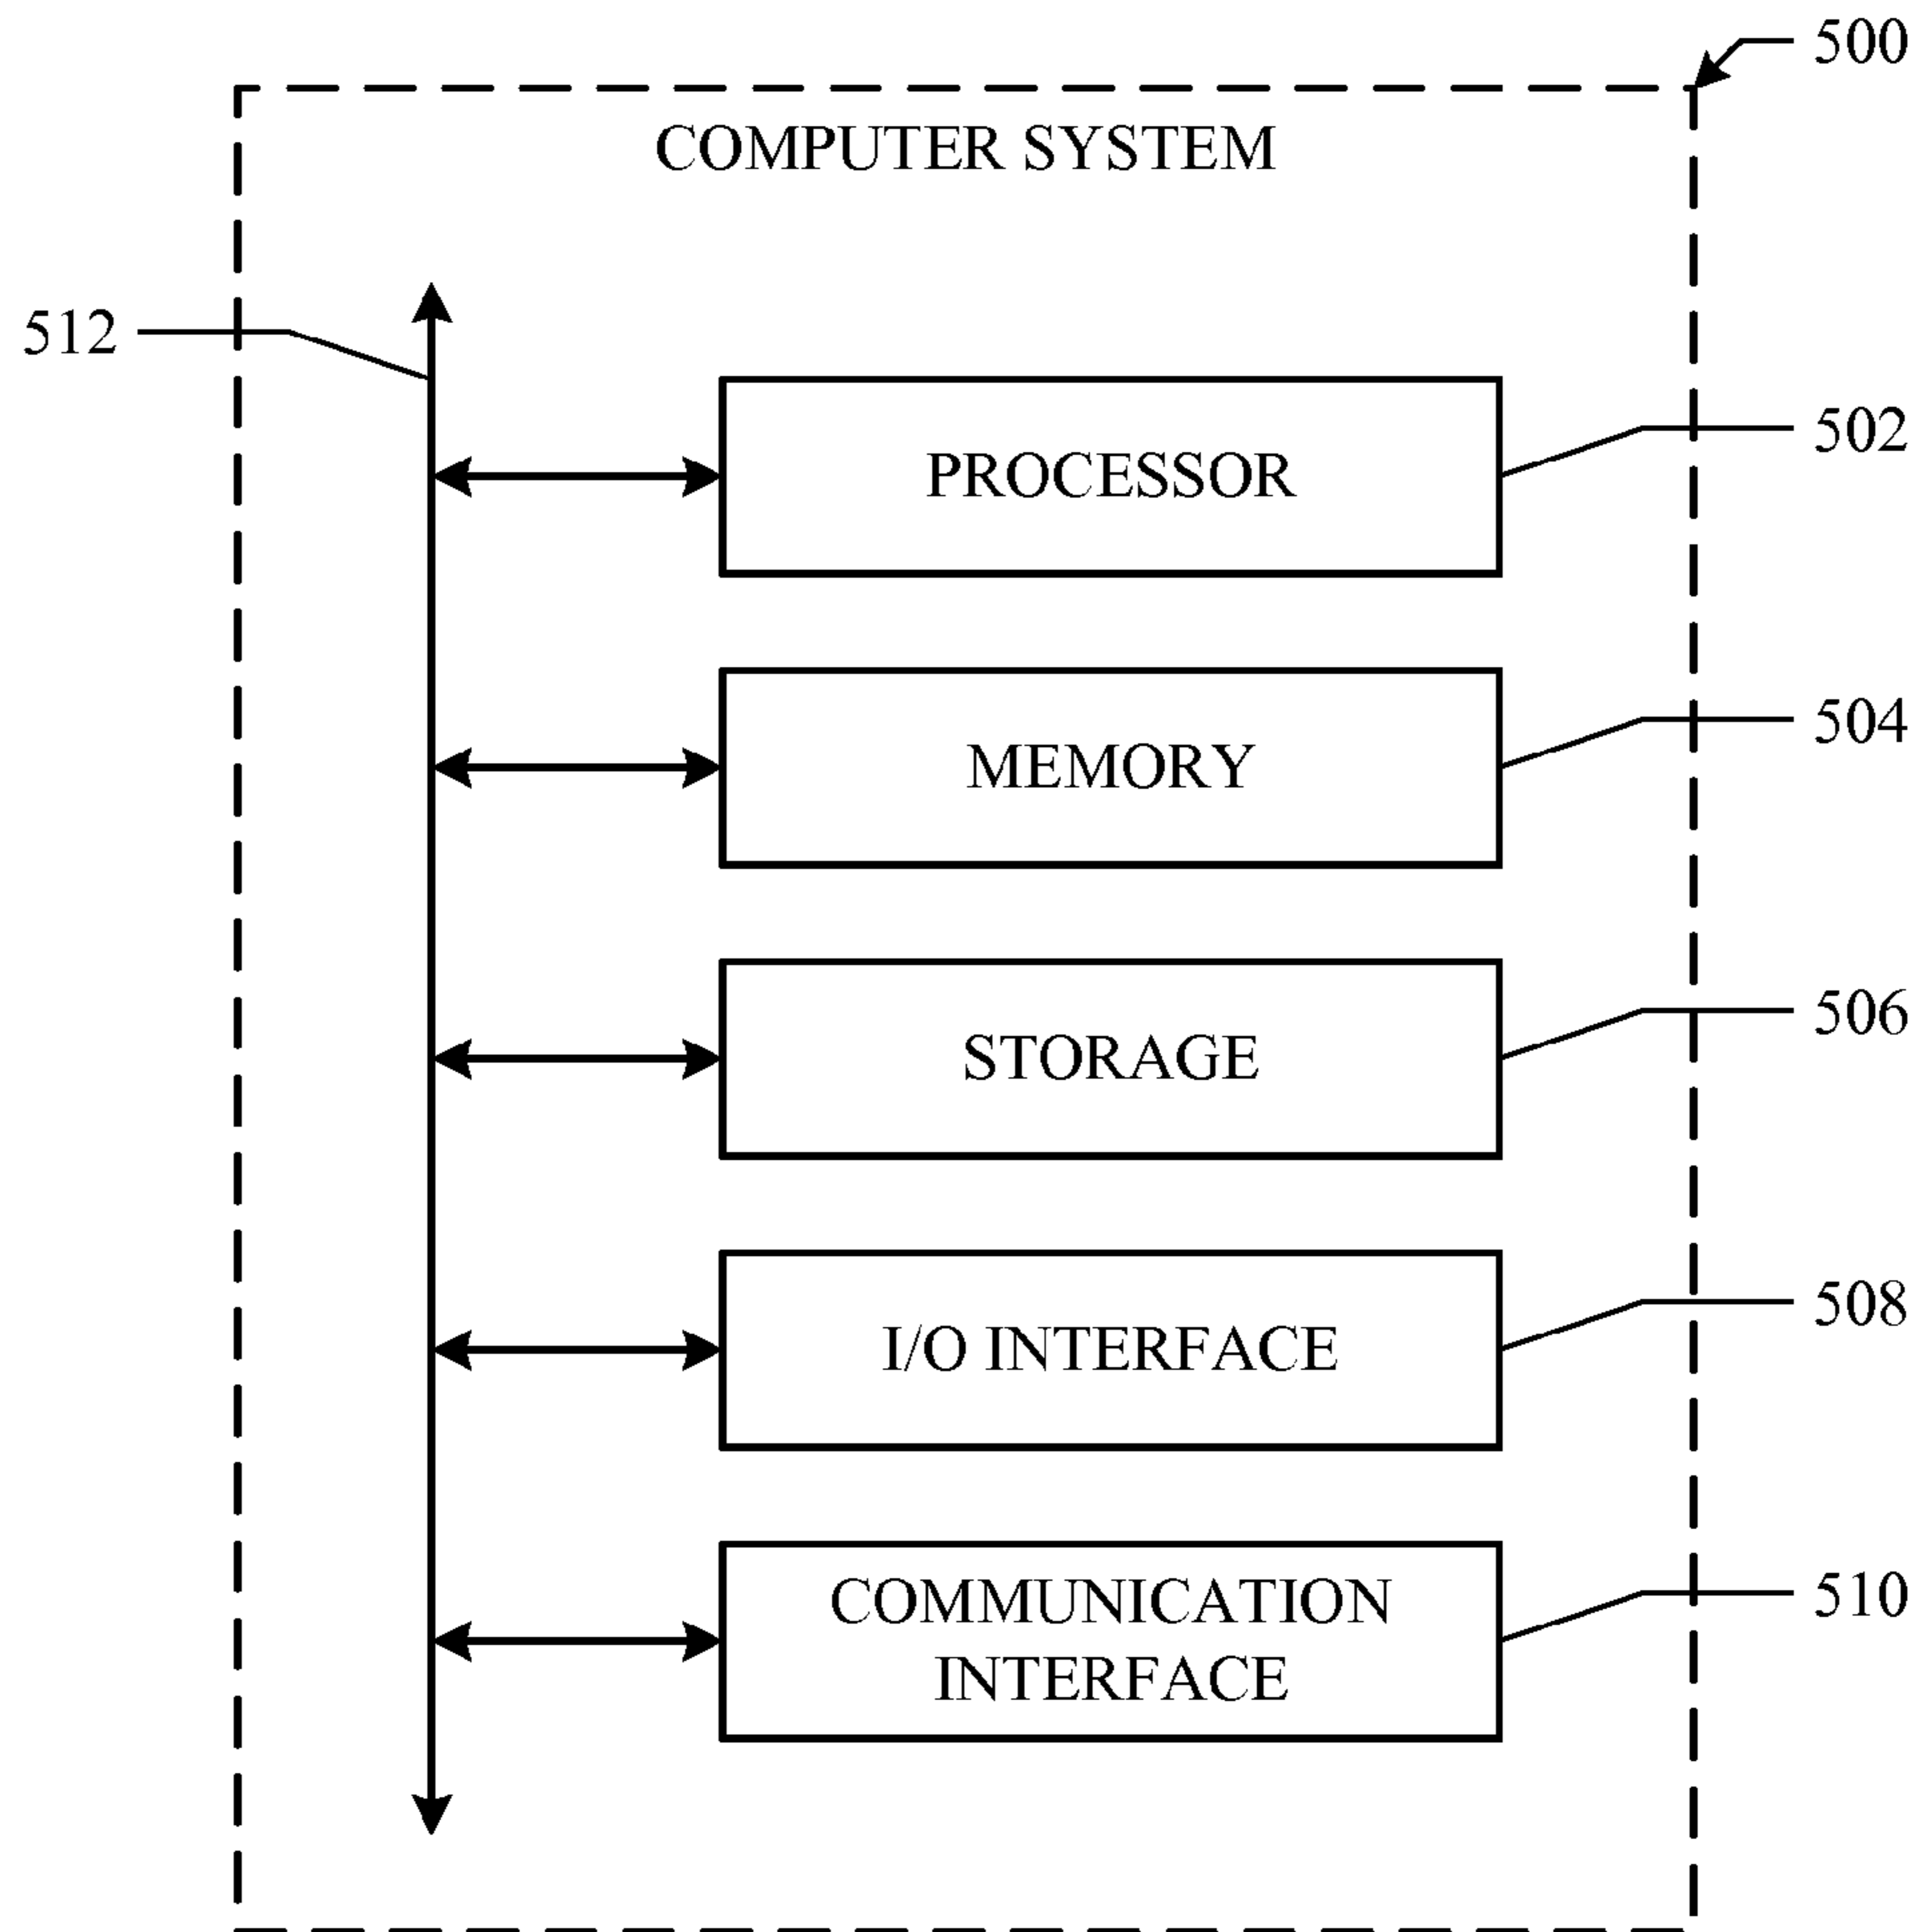 500
COMPUTER SYSTEM
512
PROCESSOR
502
MEMORY
504
STORAGE
506
I/O INTERFACE
508
COMMUNICATION
INTERFACE
510